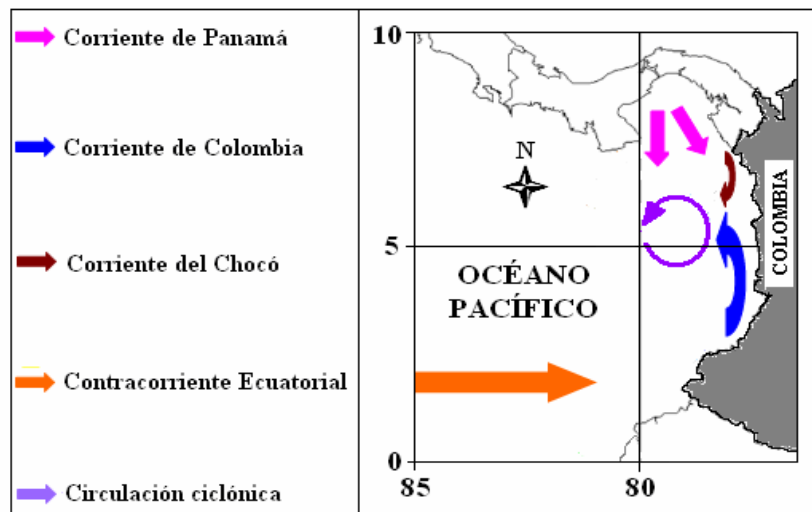 Corriente de Panamá
Corriente de Colombia
Corriente del Chocó
Contracorriente Ecuatorial
Circulación ciclónica
10
N
5
COLOMBIA
OCÉANO
PACÍFICO
0
85
80